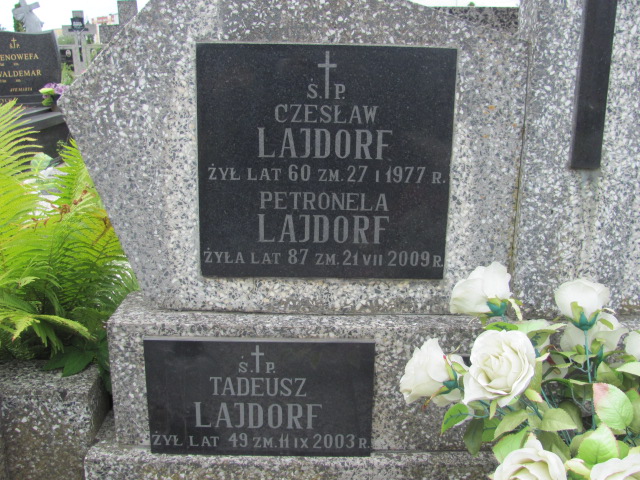 Ś.P.
ENOWEFA
WALDEMAR
Ś.P.
CZESŁAW
LAJDORF
ŻYŁ LAT 60 ZM. 27 I 1977 R.
PETRONELA
LAJDORF
ŻYŁA LAT 87 ZM. 21 VII 2009 R.
Ś.P.
TADEUSZ
LAJDORF
ŻYŁ LAT 49 ZM. 11 IX 2003 R.